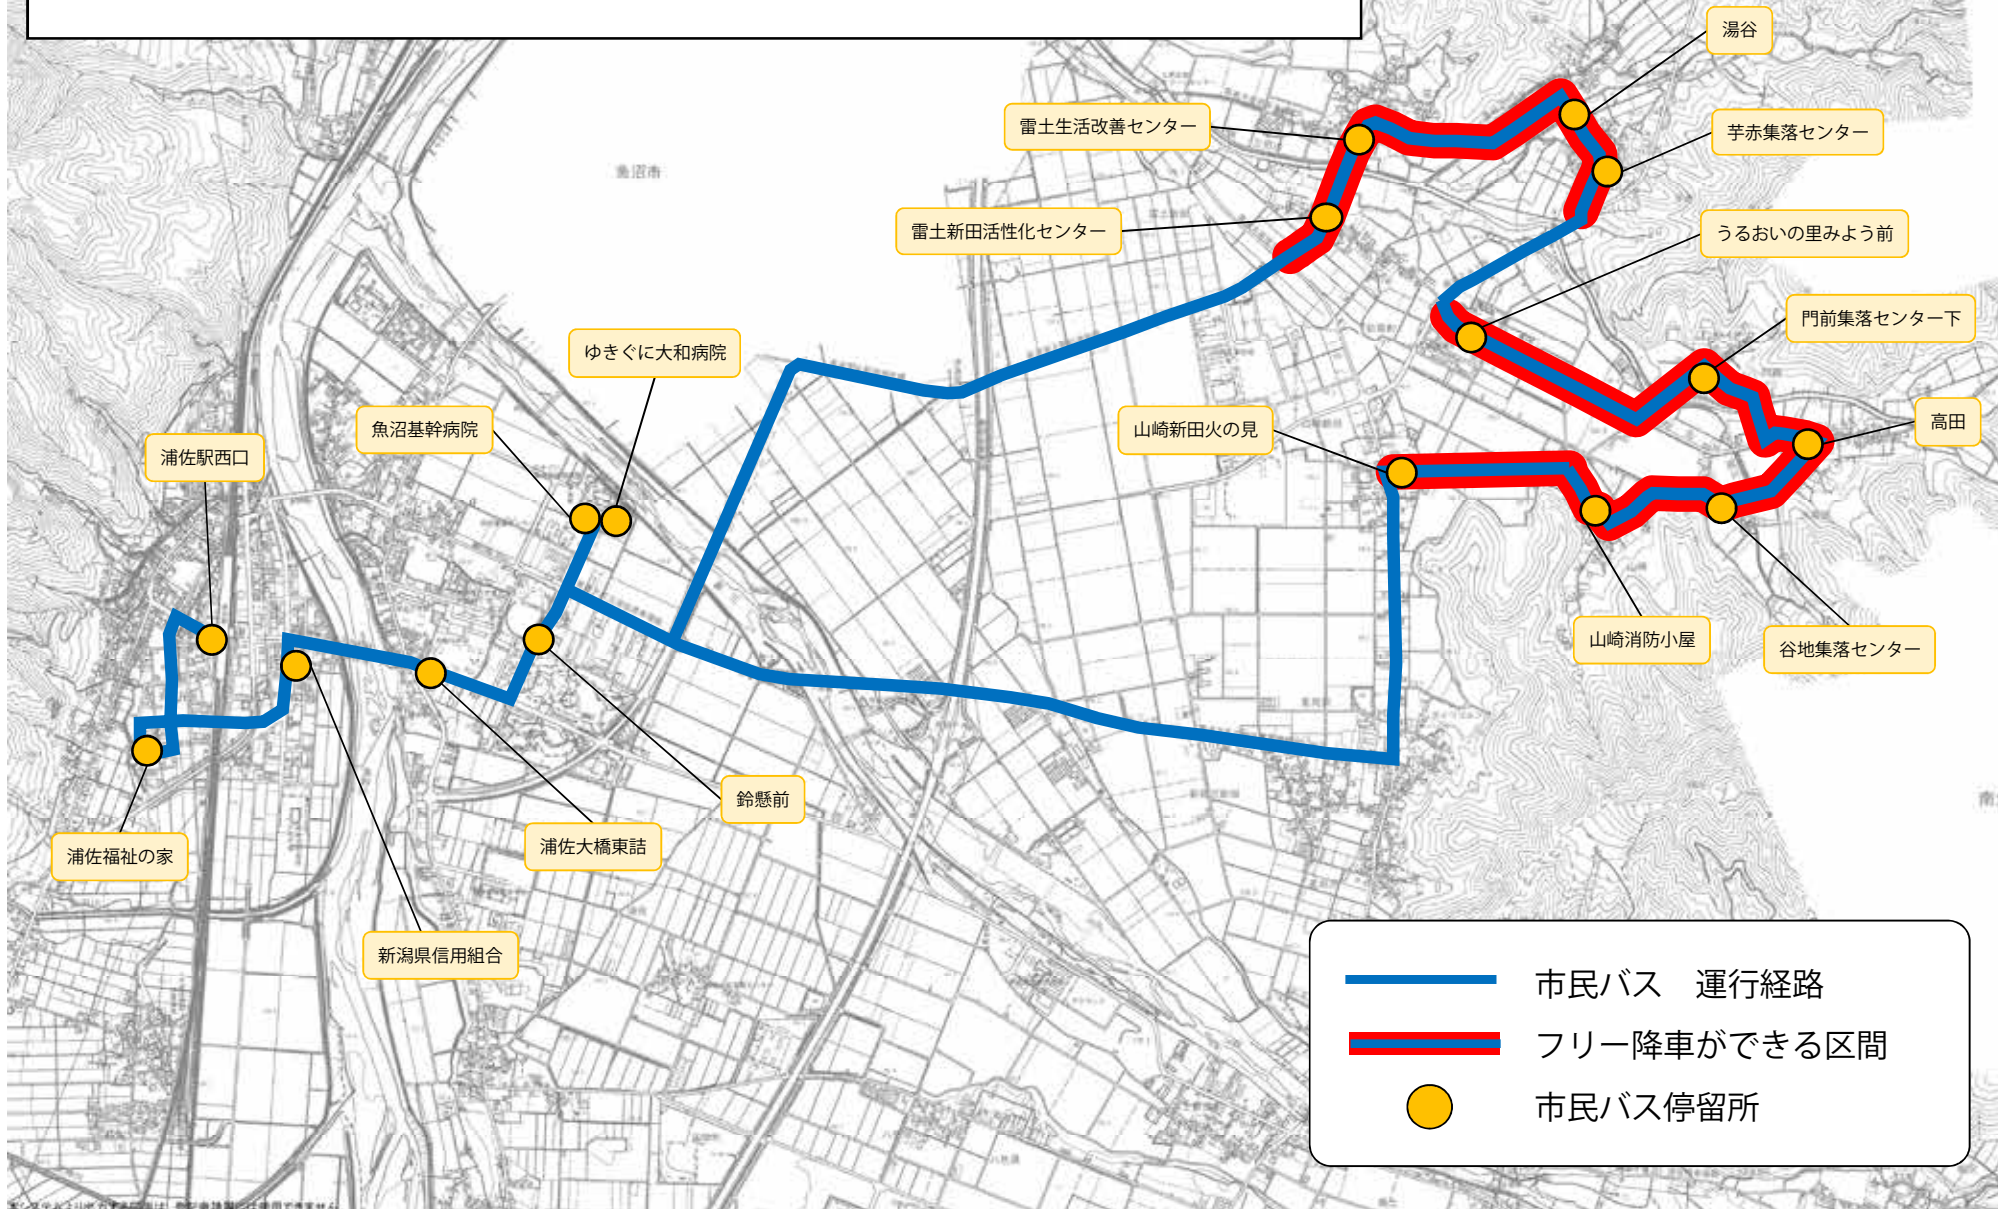 湯谷
雷土生活改善センター
芋赤集落センター
魚沼市
雷土新田活性化センター
うるおいの里みよう前
門前集落センター下
ゆきぐに大和病院
魚沼基幹病院
山崎新田火の見
高田
浦佐駅西口
山崎消防小屋
谷地集落センター
鈴懸前
浦佐大橋東詰
浦佐福祉の家
新潟県信用組合
市民バス　運行経路
フリー降車ができる区間
市民バス停留所